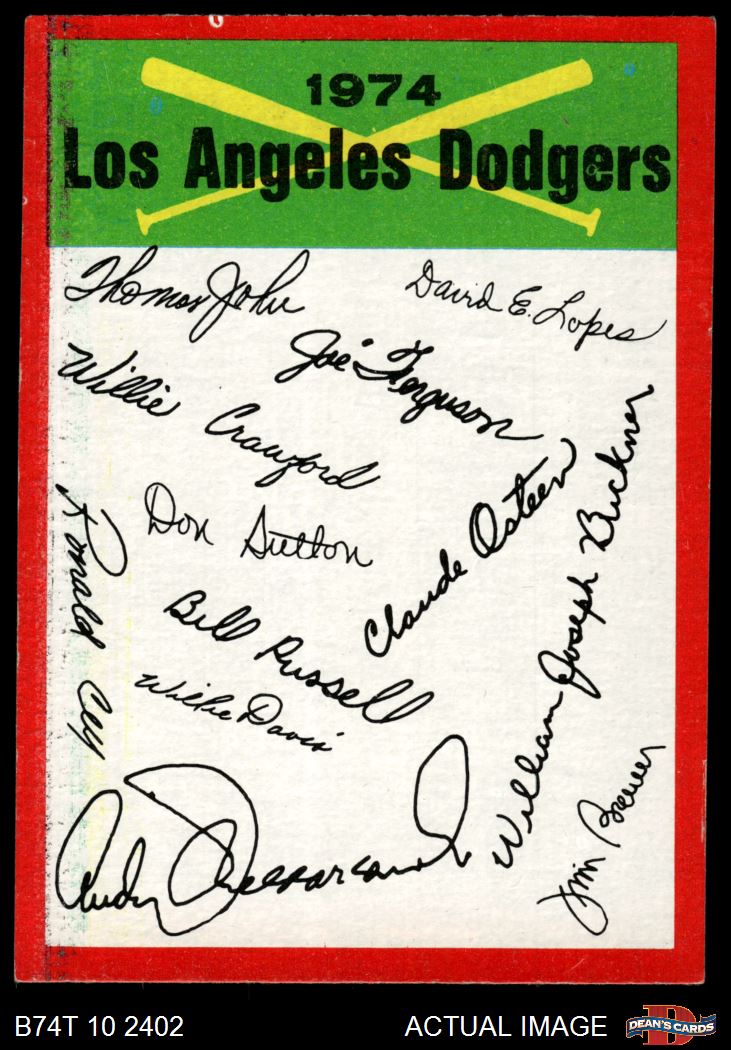 1974
Los Angeles Dodgers
Thomas John
David E. Lopes
Joe Ferguson
Willie Crawford
Don Sutton
Claude Osteen
William Joseph Buckner
Ronald Cey
Bill Russell
Willie Davis
Andy Messersmith
Jim Brewer
B74T 10 2402
ACTUAL IMAGE
D
DEAN'S CARDS